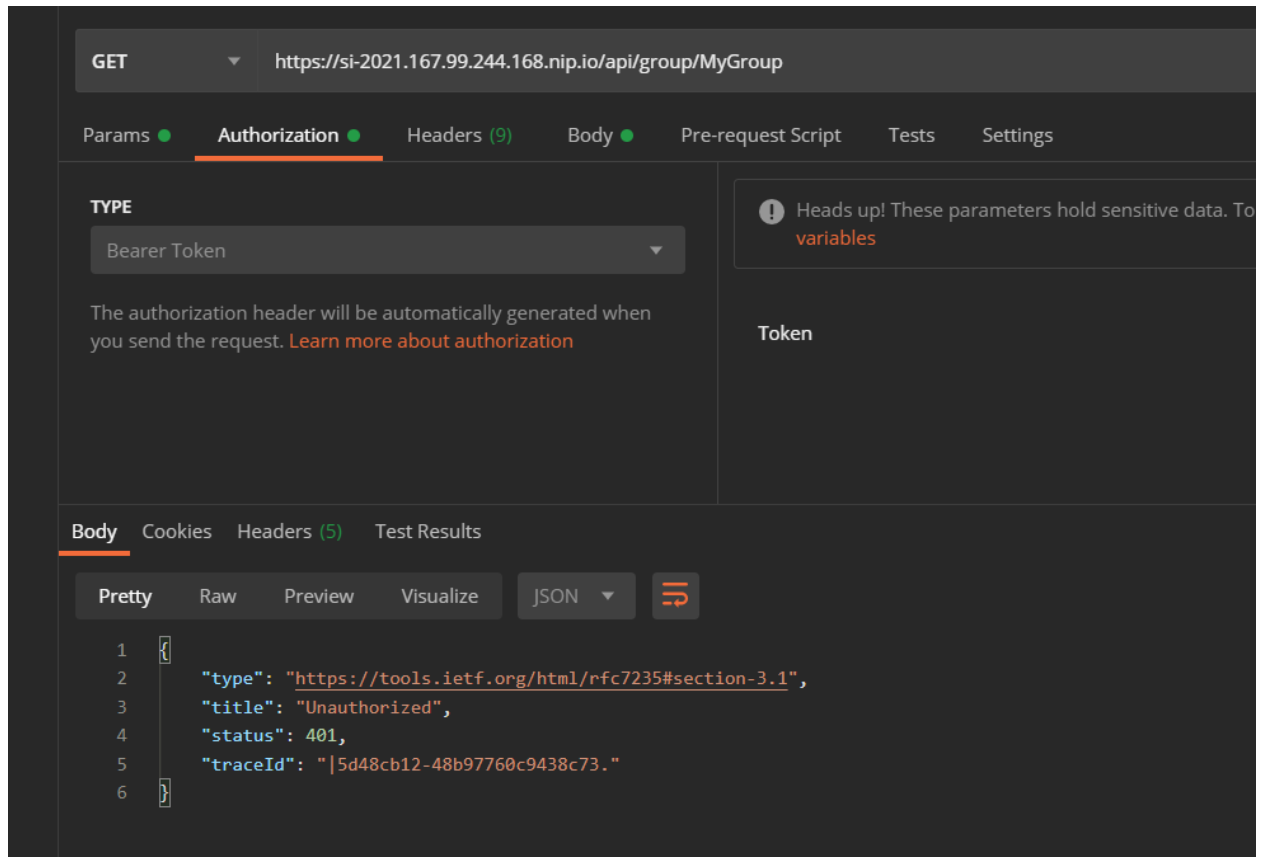 GET https://si-2021.167.99.244.168.nip.io/api/group/MyGroup
Params Authorization Headers (9) Body Pre-request Script Tests Settings
TYPE
Bearer Token
The authorization header will be automatically generated when
you send the request. Learn more about authorization
Heads up! These parameters hold sensitive data. To
variables
Token
Body Cookies Headers (5) Test Results
Pretty Raw Preview Visualize JSON
1 {
2 "type": "https://tools.ietf.org/html/rfc7235#section-3.1",
3 "title": "Unauthorized",
4 "status": 401,
5 "traceId": "|5d48cb12-48b97760c9438c73."
6 }